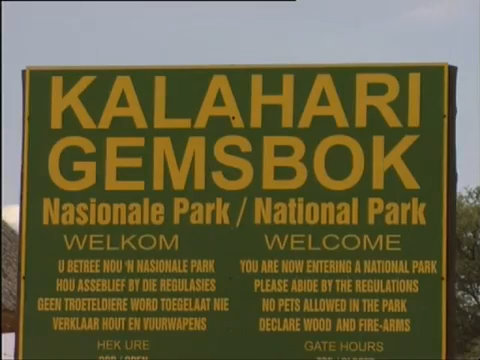 KALAHARI
GEMSBOK
Nasionale Park / National Park
WELKOM
U BETREE NOU 'N NASIONALE PARK
HOU ASSEBLIEF BY DIE REGULASIES
GEEN TROETELDIERE WORD TOEGELAAT NIE
VERKLAAR HOUT EN VUURWAPENS
HEK URE
WELCOME
YOU ARE NOW ENTERING A NATIONAL PARK
PLEASE ABIDE BY THE REGULATIONS
NO PETS ALLOWED IN THE PARK
DECLARE WOOD AND FIRE-ARMS
GATE HOURS